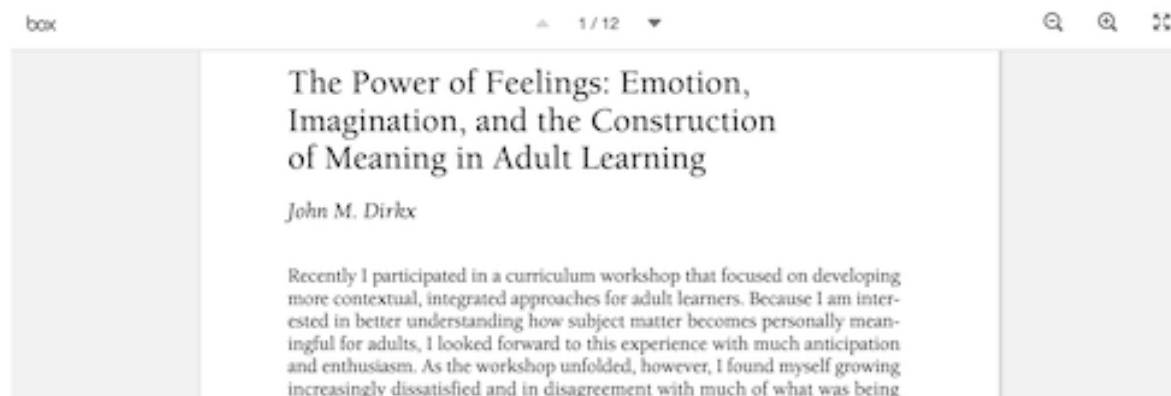 box
1 / 12
The Power of Feelings: Emotion,
Imagination, and the Construction
of Meaning in Adult Learning
John M. Dirkx
Recently I participated in a curriculum workshop that focused on developing
more contextual, integrated approaches for adult learners. Because I am inter-
ested in better understanding how subject matter becomes personally mean-
ingful for adults, I looked forward to this experience with much anticipation
and enthusiasm. As the workshop unfolded, however, I found myself growing
increasingly dissatisfied and in disagreement with much of what was being